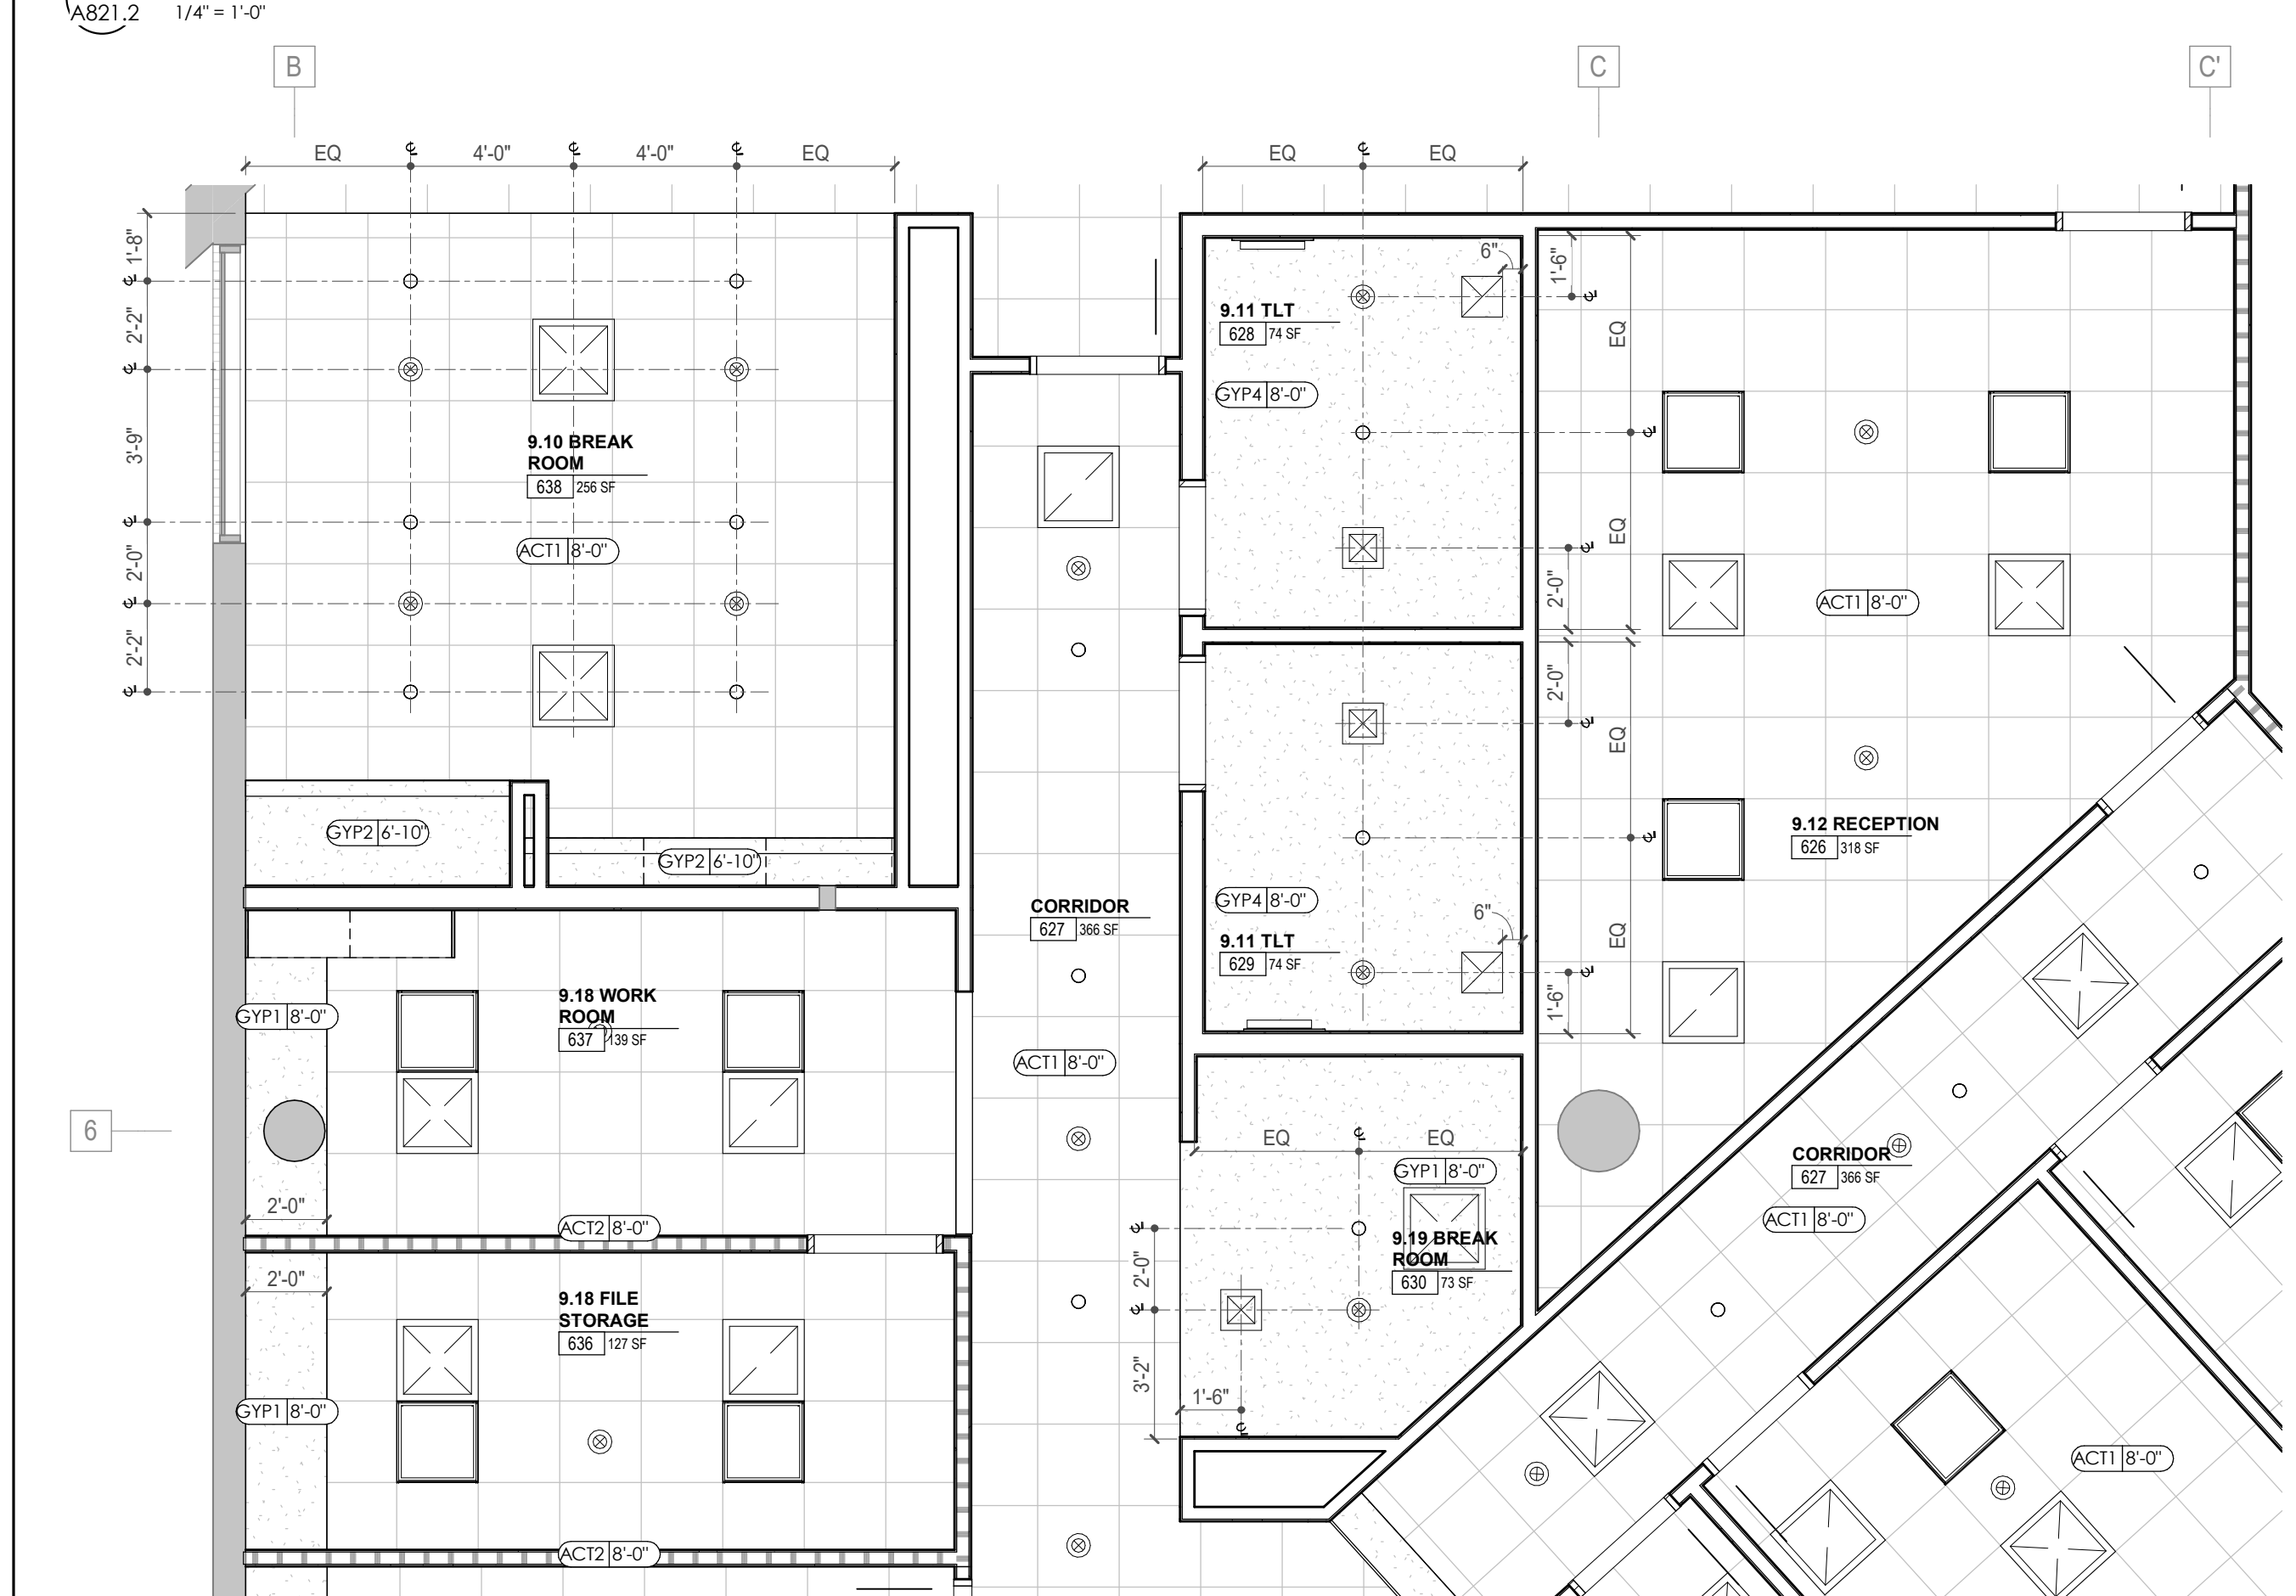 A821.2
1/4" = 1'-0"
B
C
C'
EQ
4'-0"
4'-0"
EQ
EQ
EQ
1'-8"
2'-2"
3'-9"
2'-0"
2'-2"
9.10 BREAK
ROOM
638
256 SF
ACT1 8'-0"
GYP2 6'-10"
GYP2 6'-10"
9.11 TLT
628
74 SF
GYP4 8'-0"
6"
1'-6"
EQ
EQ
2'-0"
2'-0"
EQ
EQ
ACT1 8'-0"
9.12 RECEPTION
626
318 SF
GYP4 8'-0"
9.11 TLT
629
74 SF
6"
1'-6"
CORRIDOR
627
366 SF
ACT1 8'-0"
9.18 WORK
ROOM
637
139 SF
GYP1 8'-0"
6
2'-0"
ACT2 8'-0"
2'-0"
9.18 FILE
STORAGE
636
127 SF
GYP1 8'-0"
ACT2 8'-0"
EQ
EQ
GYP1 8'-0"
9.19 BREAK
ROOM
630
73 SF
2'-0"
3'-2"
1'-6"
CORRIDOR
627
366 SF
ACT1 8'-0"
ACT1 8'-0"